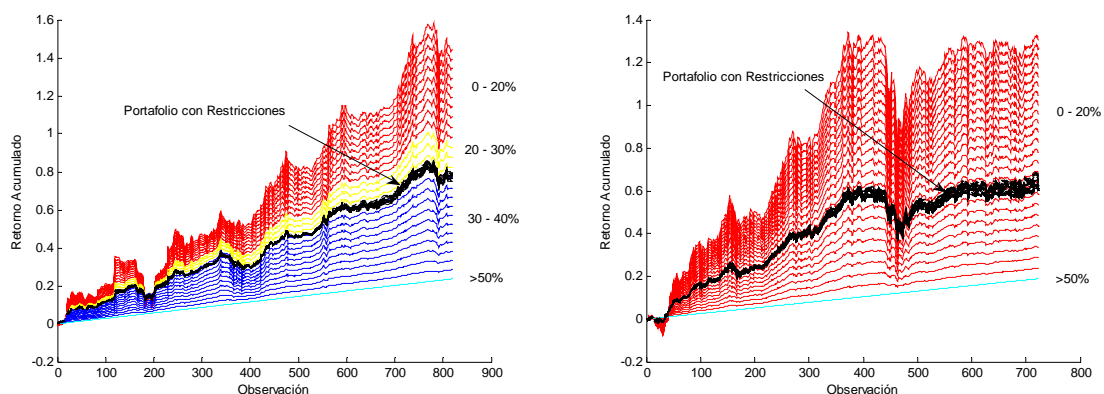 1.6
1.4
1.2
1
0.8
0.6
0.4
0.2
0
-0.2
0 100 200 300 400 500 600 700 800 900
Retorno Acumulado
Observación
Portafolio con Restricciones
0 - 20%
20 - 30%
30 - 40%
>50%
1.4
1.2
1
0.8
0.6
0.4
0.2
0
-0.2
0 100 200 300 400 500 600 700 800
Retorno Acumulado
Observación
Portafolio con Restricciones
0 - 20%
>50%